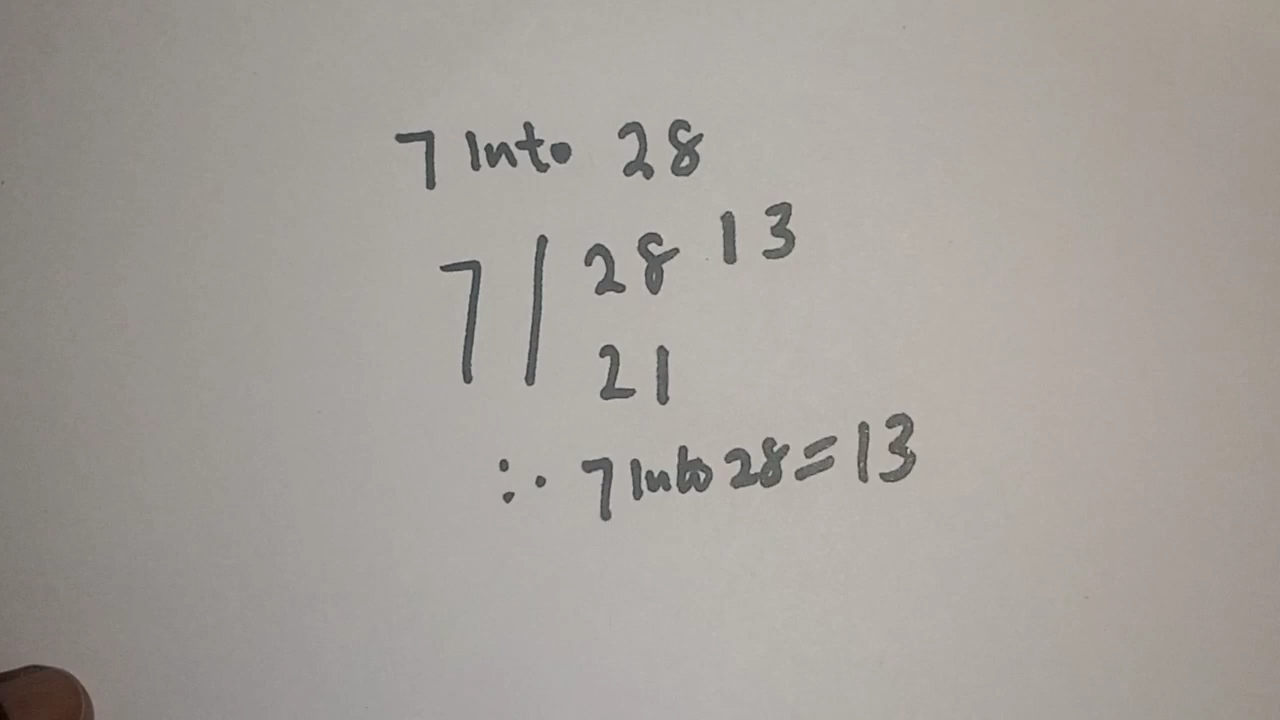 7 Into 28
7 / 28 13
21
∴ 7 Into 28 = 13